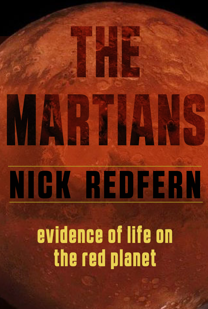 THE
MARTIANS
NICK REDFERN
evidence of life on
the red planet